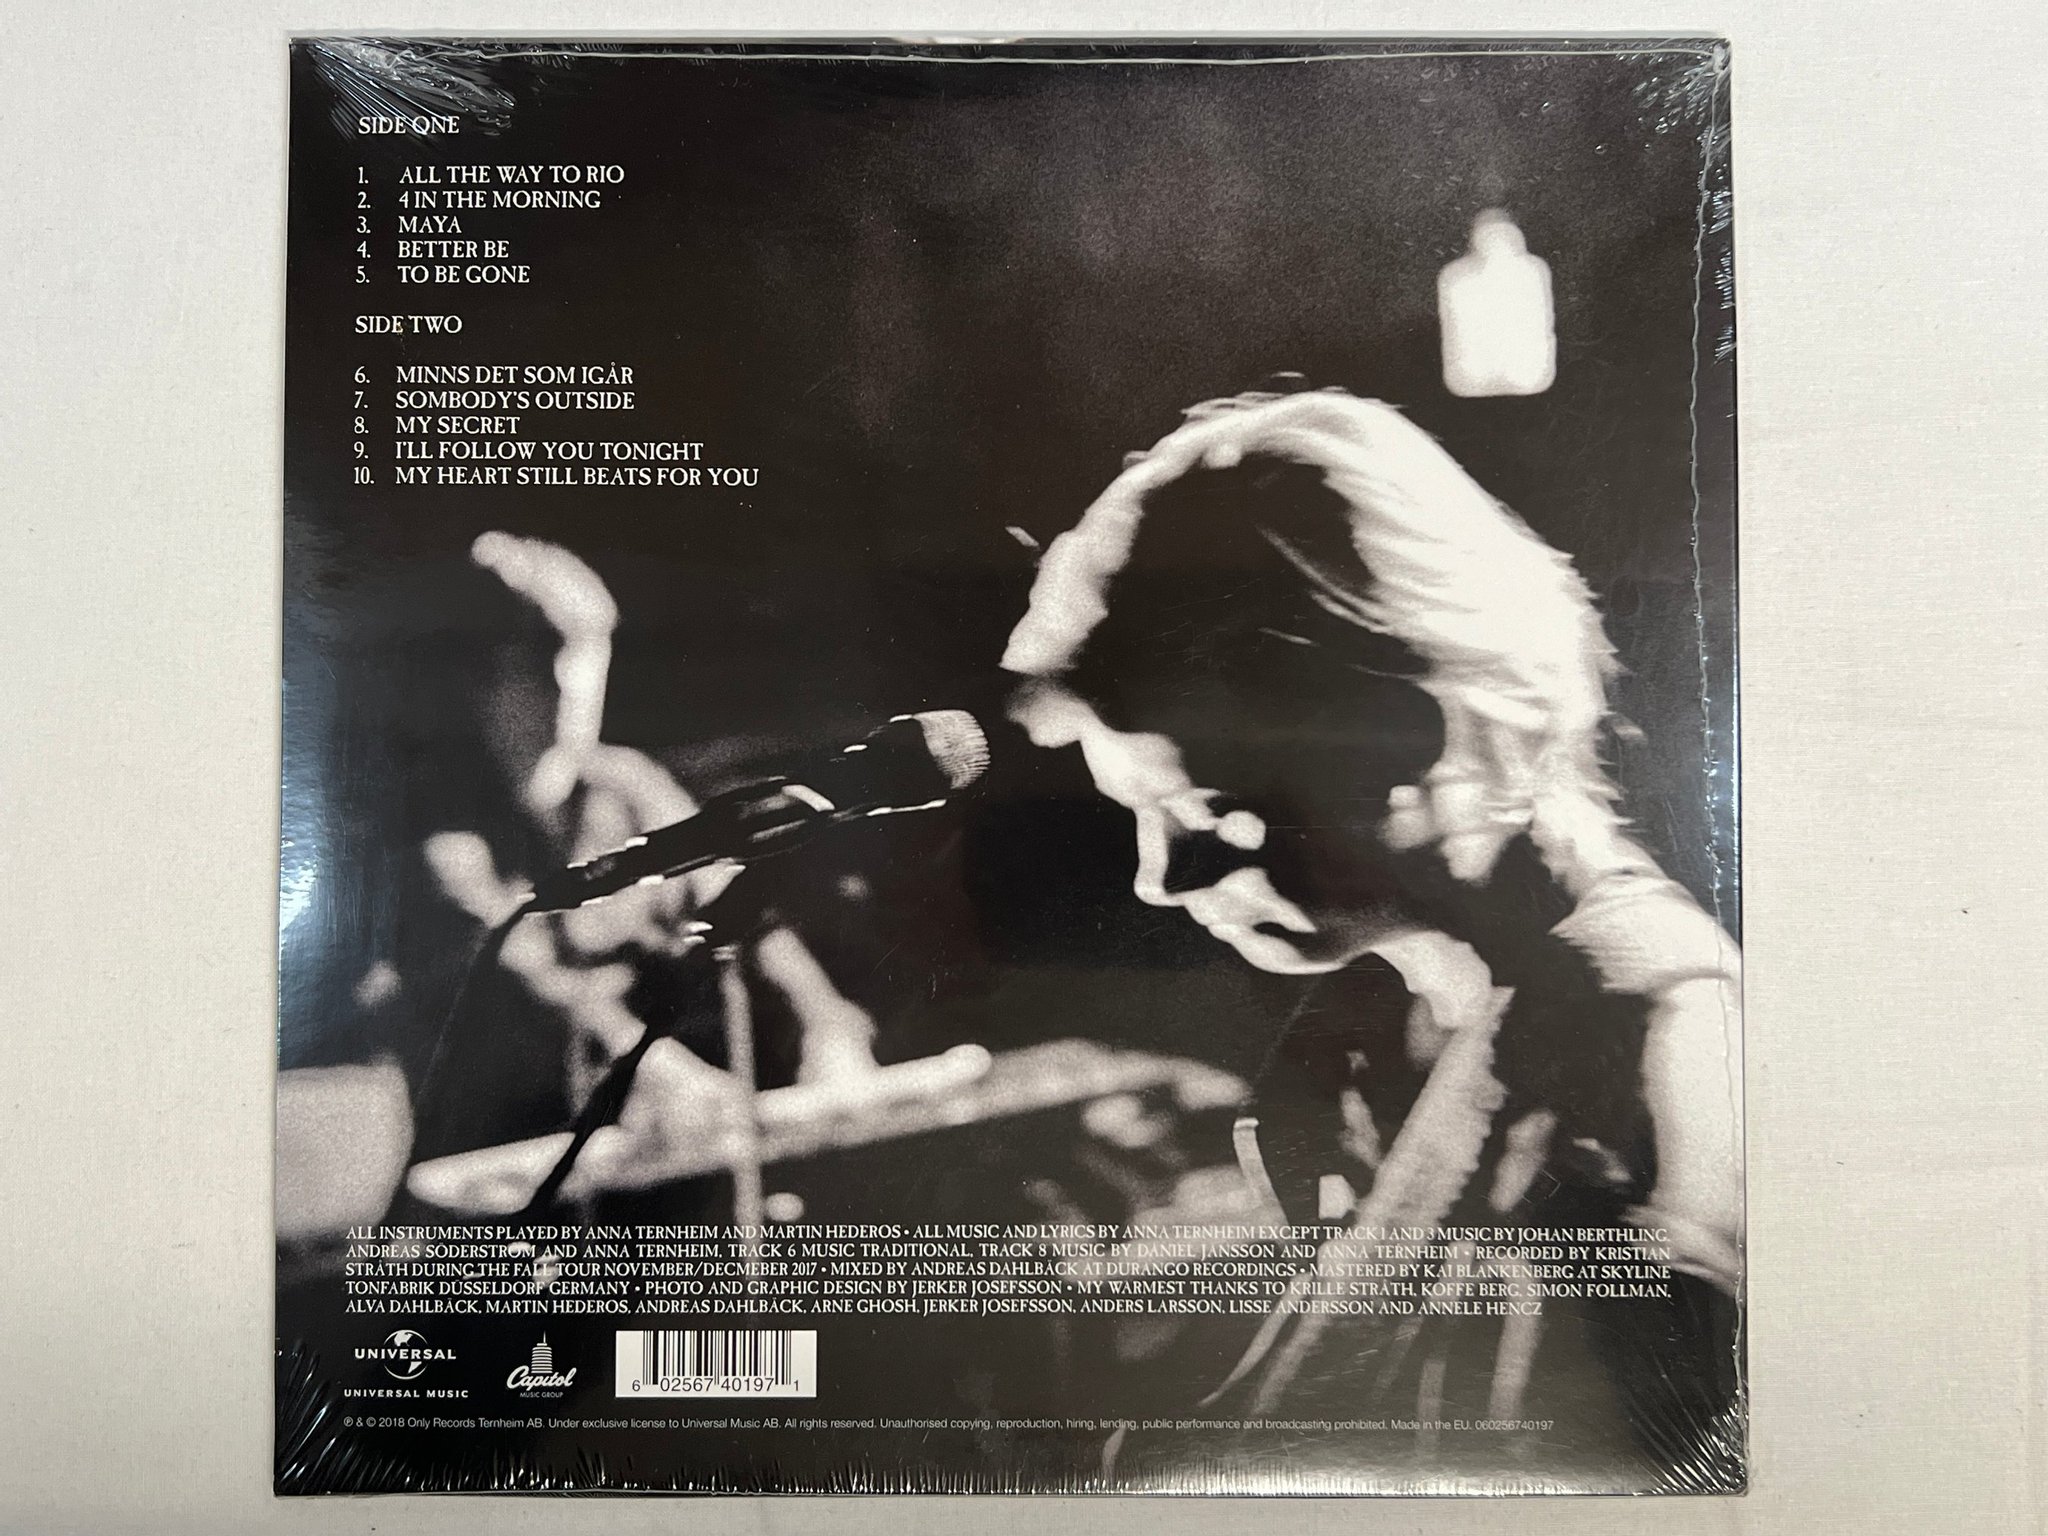 SIDE ONE
1. ALL THE WAY TO RIO
2. 4 IN THE MORNING
3. MAYA
4. BETTER BE
5. TO BE GONE
SIDE TWO
6. MINNS DET SOM IGÅR
7. SOMBODY'S OUTSIDE
8. MY SECRET
9. I'LL FOLLOW YOU TONIGHT
10. MY HEART STILL BEATS FOR YOU
ALL INSTRUMENTS PLAYED BY ANNA TERNHEIM AND MARTIN HEDEROS • ALL MUSIC AND LYRICS BY ANNA TERNHEIM EXCEPT TRACK 1 AND 3 MUSIC BY JOHAN BERTHLING,
ANDREAS SÖDERSTRÖM AND ANNA TERNHEIM, TRACK 6 MUSIC TRADITIONAL, TRACK 8 MUSIC BY DANIEL JANSSON AND ANNA TERNHEIM • RECORDED BY KRISTIAN
STRÅTH DURING THE FALL TOUR NOVEMBER/DECMEBER 2017 • MIXED BY ANDREAS DAHLBÄCK AT DURANGO RECORDINGS • MASTERED BY KAI BLANKENBERG AT SKYLINE
TONFABRIK DÜSSELDORF GERMANY • PHOTO AND GRAPHIC DESIGN BY JERKER JOSEFSSON • MY WARMEST THANKS TO KRILLE STRÅTH, KOFFE BERG, SIMON FOLLMAN,
ALVA DAHLBÄCK, MARTIN HEDEROS, ANDREAS DAHLBÄCK, ARNE GHOSH, JERKER JOSEFSSON, ANDERS LARSSON, LISSE ANDERSSON AND ANNELE HENCZ
UNIVERSAL
UNIVERSAL MUSIC
Capitol
MUSIC GROUP
6 02567 40197 1
℗ & © 2018 Only Records Ternheim AB. Under exclusive license to Universal Music AB. All rights reserved. Unauthorised copying, reproduction, hiring, lending, public performance and broadcasting prohibited. Made in the EU. 060256740197